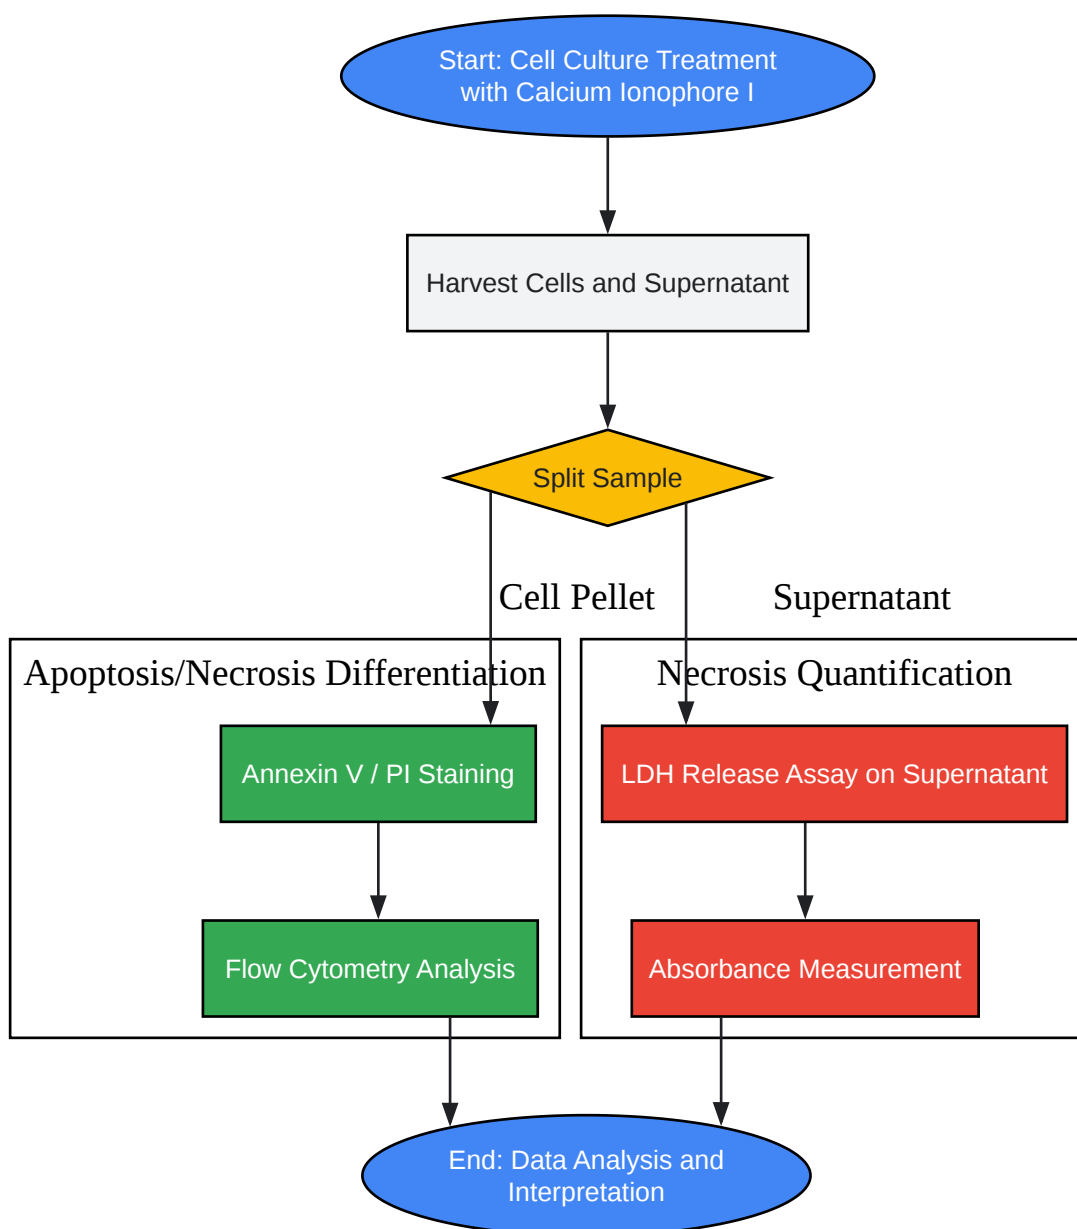 Start: Cell Culture Treatment
with Calcium Ionophore I
Harvest Cells and Supernatant
Split Sample
Cell Pellet
Supernatant
Apoptosis/Necrosis Differentiation
Necrosis Quantification
Annexin V / PI Staining
LDH Release Assay on Supernatant
Flow Cytometry Analysis
Absorbance Measurement
End: Data Analysis and
Interpretation